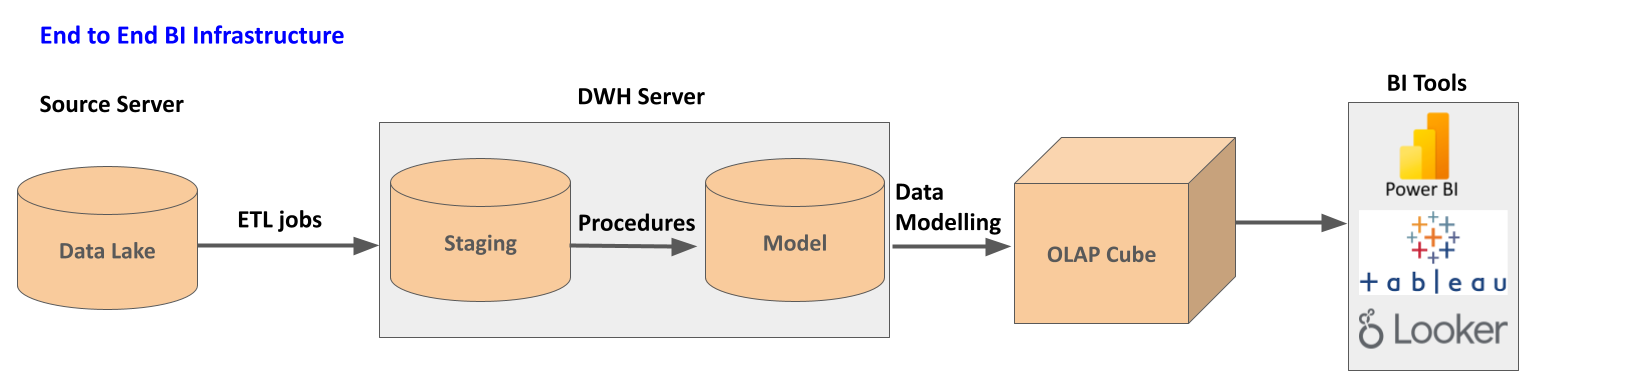 End to End BI Infrastructure
Source Server
DWH Server
BI Tools
Data Lake
ETL jobs
Staging
Procedures
Model
Data
Modelling
OLAP Cube
Power BI
+ a b l e a u
Looker